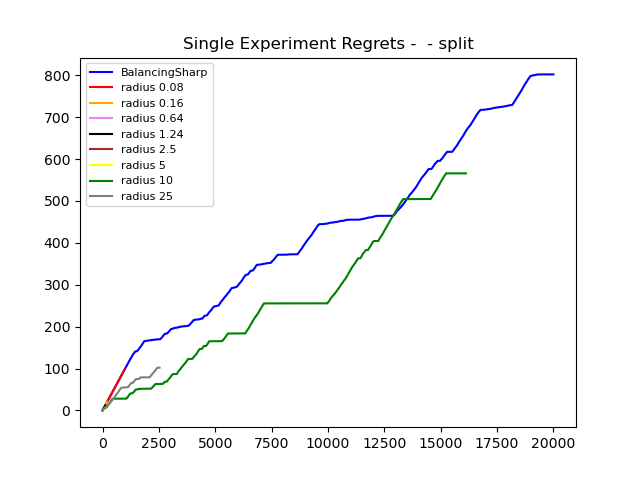 Single Experiment Regrets -  - split
800
700
600
500
400
300
200
100
0
BalancingSharp
radius 0.08
radius 0.16
radius 0.64
radius 1.24
radius 2.5
radius 5
radius 10
radius 25
0 2500 5000 7500 10000 12500 15000 17500 20000